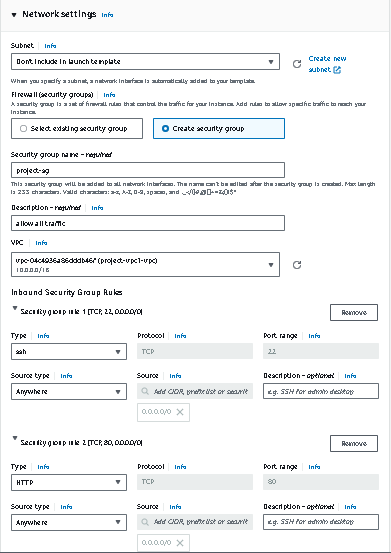 Network settings Info
Subnet Info
Don't include in launch template
Create new subnet
When you specify a subnet, a network interface is automatically added to your template.
Firewall (security groups) Info
A security group is a set of firewall rules that control the traffic for your instance. Add rules to allow specific traffic to reach your
instance.
Select existing security group
Create security group
Security group name - required
project-sg
This security group will be added to all network interfaces. The name can't be edited after the security group is created. Max length
is 255 characters. Valid characters: a-z, A-Z, 0-9, spaces, and
Description - required Info
allow all traffic
VPC Info
(project-vpc1-vpc)
10.0.0.0/16
Inbound Security Group Rules
Security group rule 1 (TCP, 22, 0.0.0.0/0)
Remove
Type Info
Protocol Info
Port range Info
ssh
TCP
22
Source type Info
Source Info
Description - optional Info
Anywhere
Add CIDR, prefix list or securit
e.g. SSH for admin desktop
0.0.0.0/0
Security group rule 2 (TCP, 80, 0.0.0.0/0)
Remove
Type Info
Protocol Info
Port range Info
HTTP
TCP
80
Source type Info
Source Info
Description - optional Info
Anywhere
Add CIDR, prefix list or securit
e.g. SSH for admin desktop
0.0.0.0/0